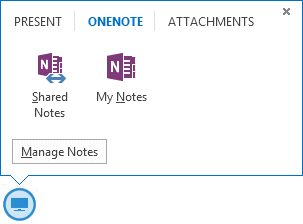 PRESENT ONENOTE ATTACHMENTS
N N
Shared Notes My Notes
Manage Notes